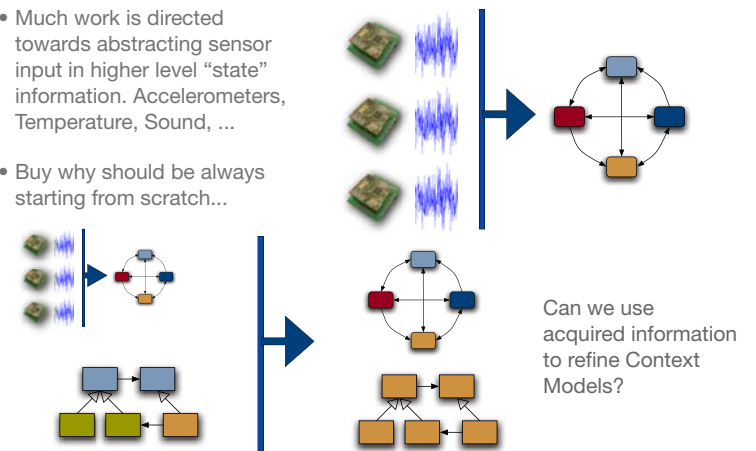 • Much work is directed
towards abstracting sensor
input in higher level “state”
information. Accelerometers,
Temperature, Sound, ...
• Buy why should be always
starting from scratch...
Can we use
acquired information
to refine Context
Models?